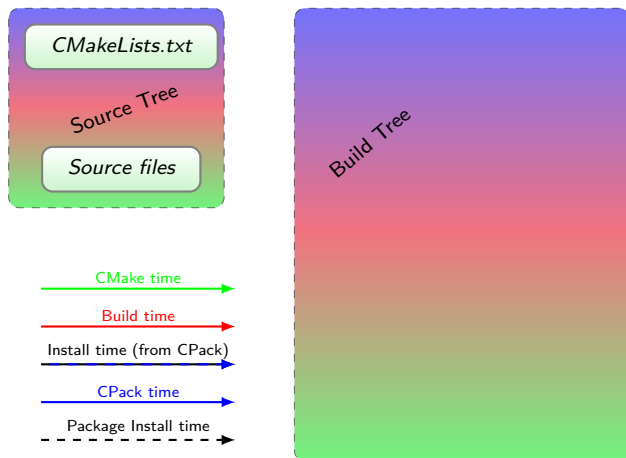 CMakeLists.txt
Source Tree
Source files
Build Tree
CMake time
Build time
Install time (from CPack)
CPack time
Package Install time